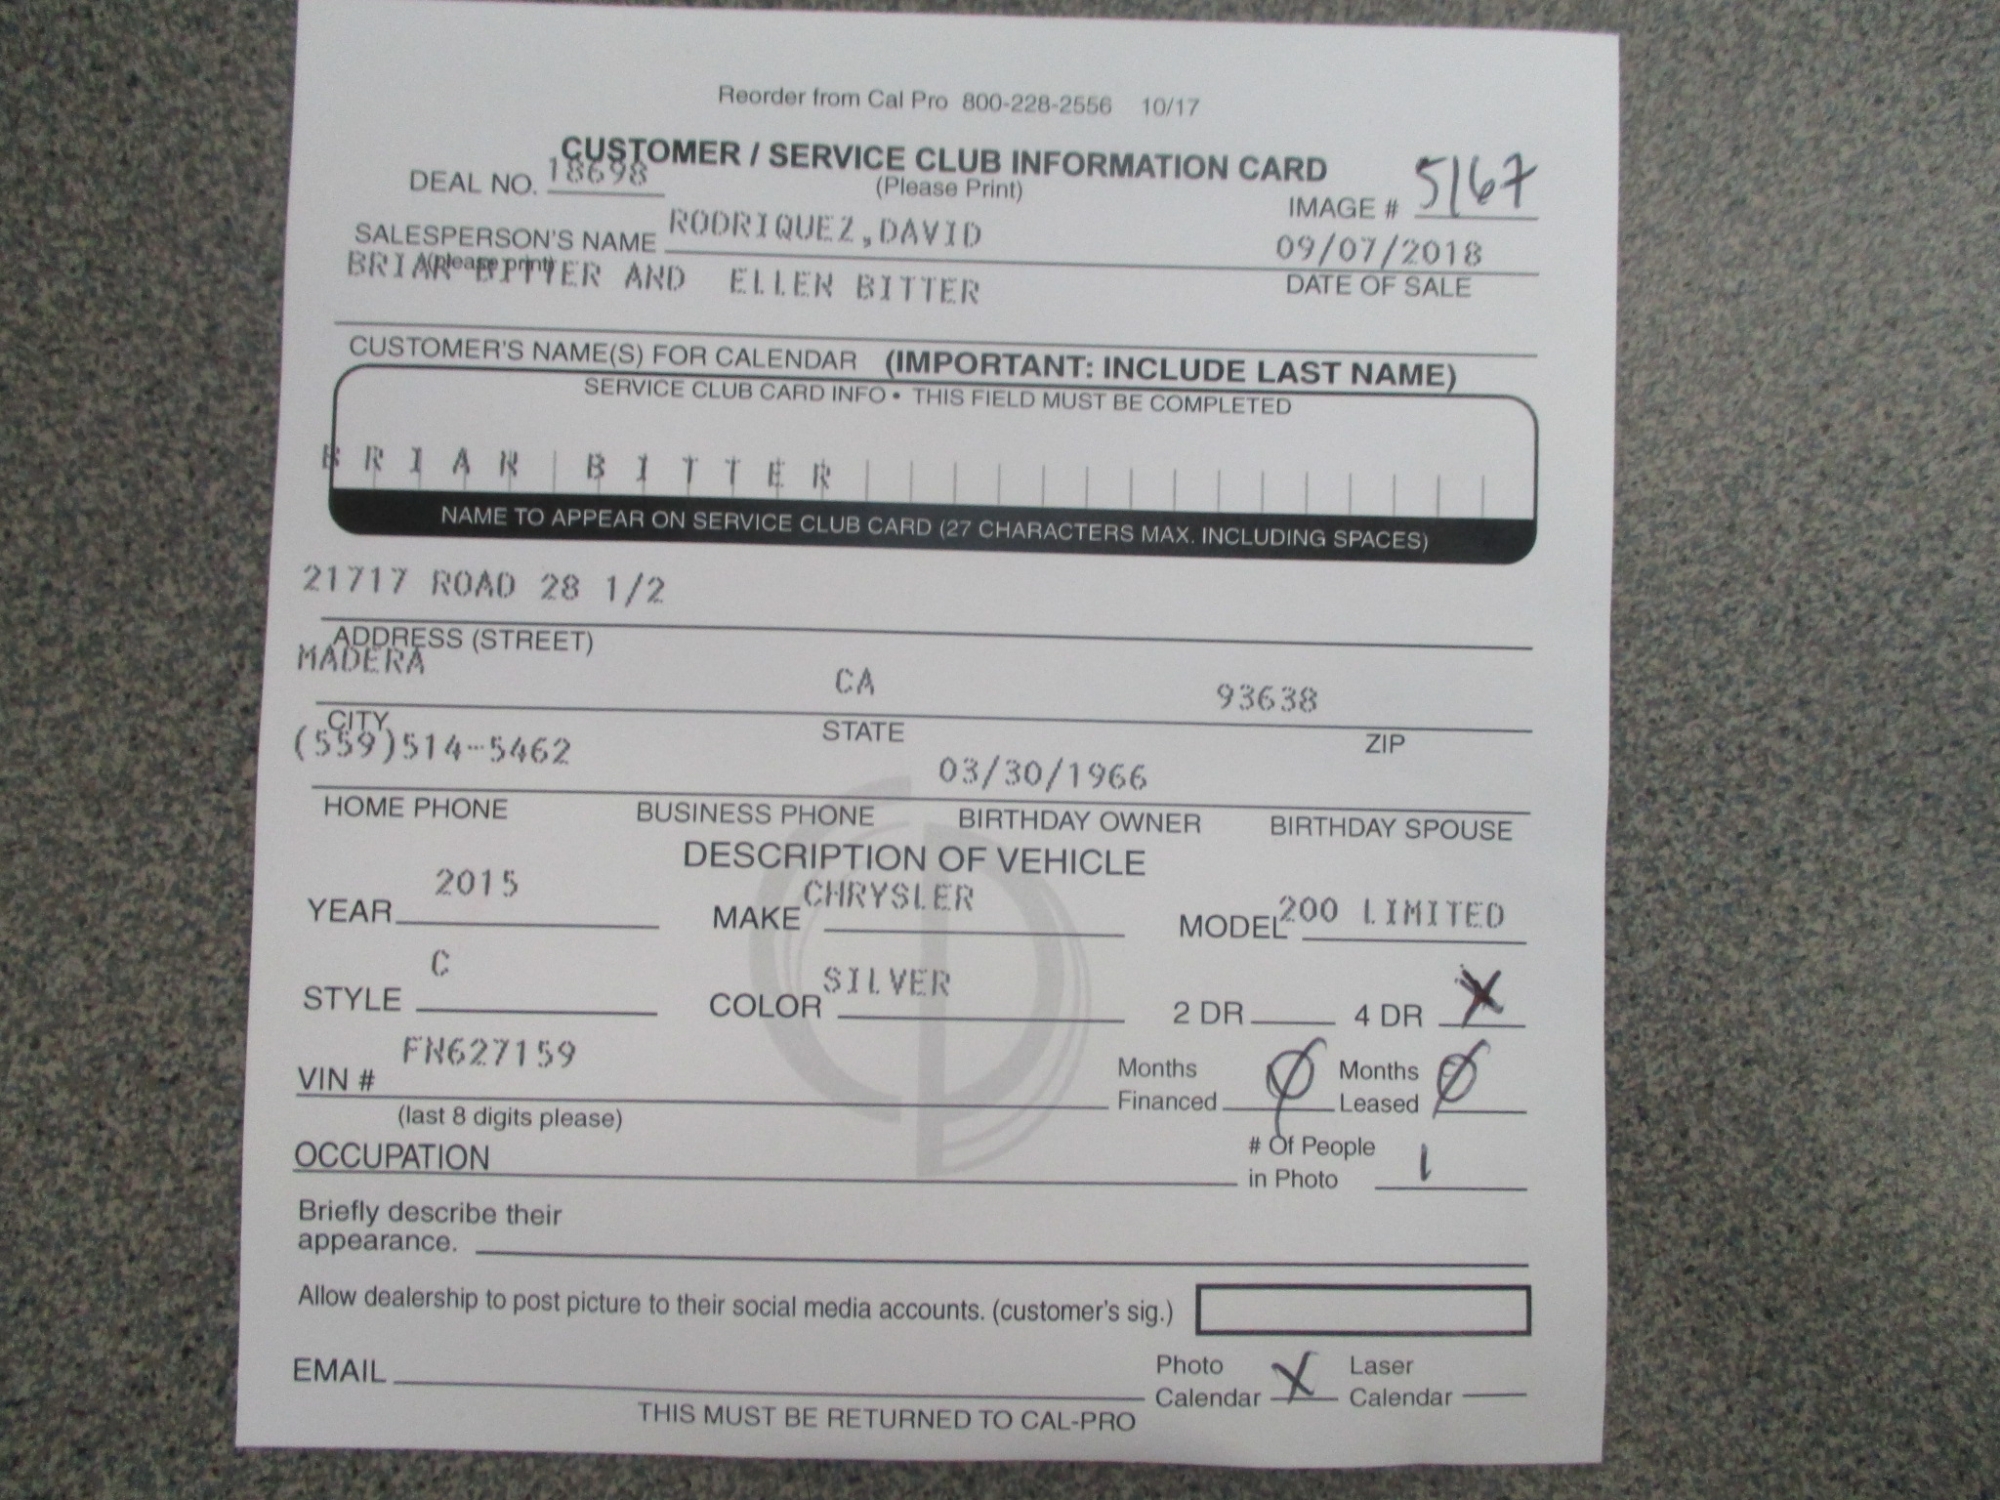 Reorder from Cal Pro 800-228-2556 10/17
CUSTOMER / SERVICE CLUB INFORMATION CARD
(Please Print)
DEAL NO. 18698
IMAGE # 5167
SALESPERSON'S NAME RODRIQUEZ,DAVID
(please print)
09/07/2018
DATE OF SALE
BRIAN BITTER AND ELLEN BITTER
CUSTOMER'S NAME(S) FOR CALENDAR (IMPORTANT: INCLUDE LAST NAME)
SERVICE CLUB CARD INFO • THIS FIELD MUST BE COMPLETED
BRIAN BITTER
NAME TO APPEAR ON SERVICE CLUB CARD (27 CHARACTERS MAX. INCLUDING SPACES)
21717 ROAD 28 1/2
ADDRESS (STREET)
MADERA CA 93638
CITY STATE ZIP
(559)514-5462 03/30/1966
HOME PHONE BUSINESS PHONE BIRTHDAY OWNER BIRTHDAY SPOUSE
DESCRIPTION OF VEHICLE
YEAR 2015 MAKE CHRYSLER MODEL 200 LIMITED
STYLE C COLOR SILVER 2 DR 4 DR X
VIN # FN627159
(last 8 digits please)
Months Financed Ø Months Leased Ø
OCCUPATION
# Of People in Photo 1
Briefly describe their
appearance.
Allow dealership to post picture to their social media accounts. (customer's sig.)
EMAIL
Photo Calendar X Laser Calendar
THIS MUST BE RETURNED TO CAL-PRO